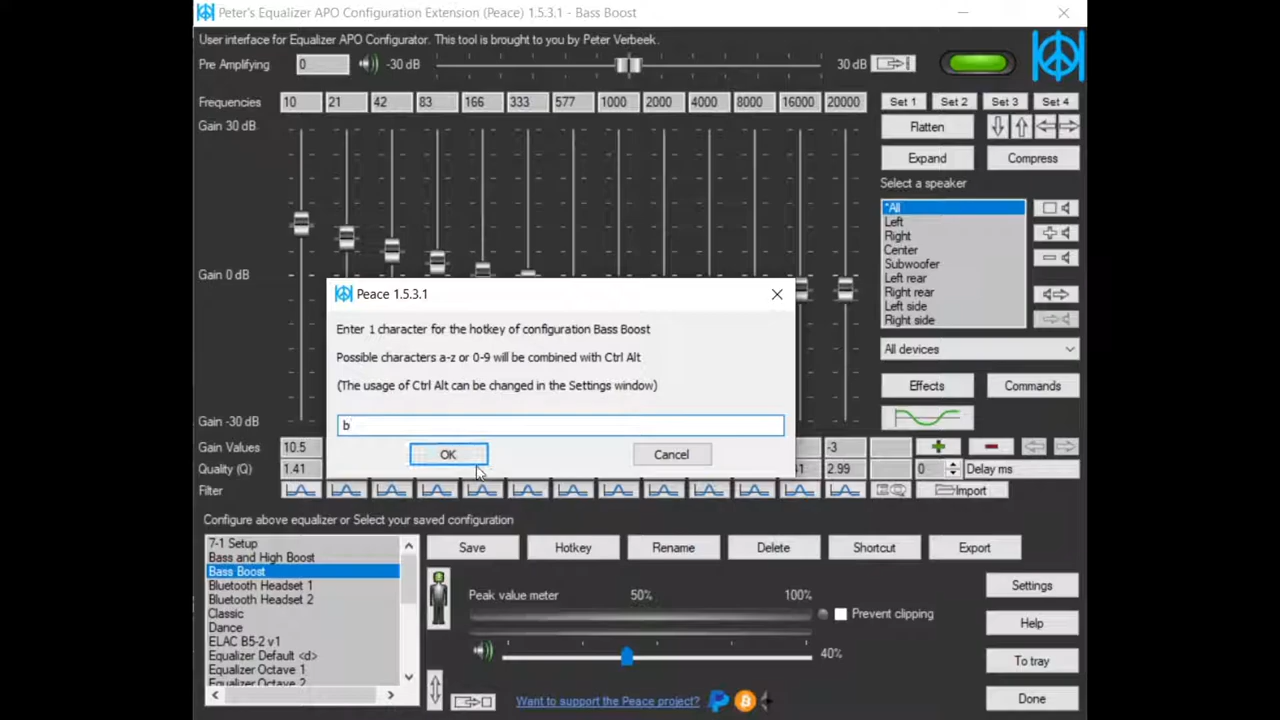 Peter's Equalizer APO Configuration Extension (Peace) 1.5.3.1 - Bass Boost
User interface for Equalizer APO Configurator. This tool is brought to you by Peter Verbeek.
Pre Amplifying 0 -30 dB 30 dB
Frequencies 10 21 42 83 166 333 577 1000 2000 4000 8000 16000 20000 Set 1 Set 2 Set 3 Set 4
Gain 30 dB
Flatten
Expand Compress
Select a speaker
*All
Left
Right
Center
Subwoofer
Left rear
Right rear
Left side
Right side
Gain 0 dB
Peace 1.5.3.1
Enter 1 character for the hotkey of configuration Bass Boost
Possible characters a-z or 0-9 will be combined with Ctrl Alt
(The usage of Ctrl Alt can be changed in the Settings window)
b
OK Cancel
All devices
Effects Commands
Gain -30 dB
Gain Values 10.5 -3
Quality (Q) 1.41 2.99 0 Delay ms
Filter Import
Configure above equalizer or Select your saved configuration
7-1 Setup
Bass and High Boost
Bass Boost
Bluetooth Headset 1
Bluetooth Headset 2
Classic
Dance
ELAC B5-2 v1
Equalizer Default <d>
Equalizer Octave 1
Equalizer Octave 2
Save Hotkey Rename Delete Shortcut Export
Peak value meter 50% 100% Prevent clipping
40%
Settings
Help
To tray
Done
Want to support the Peace project?